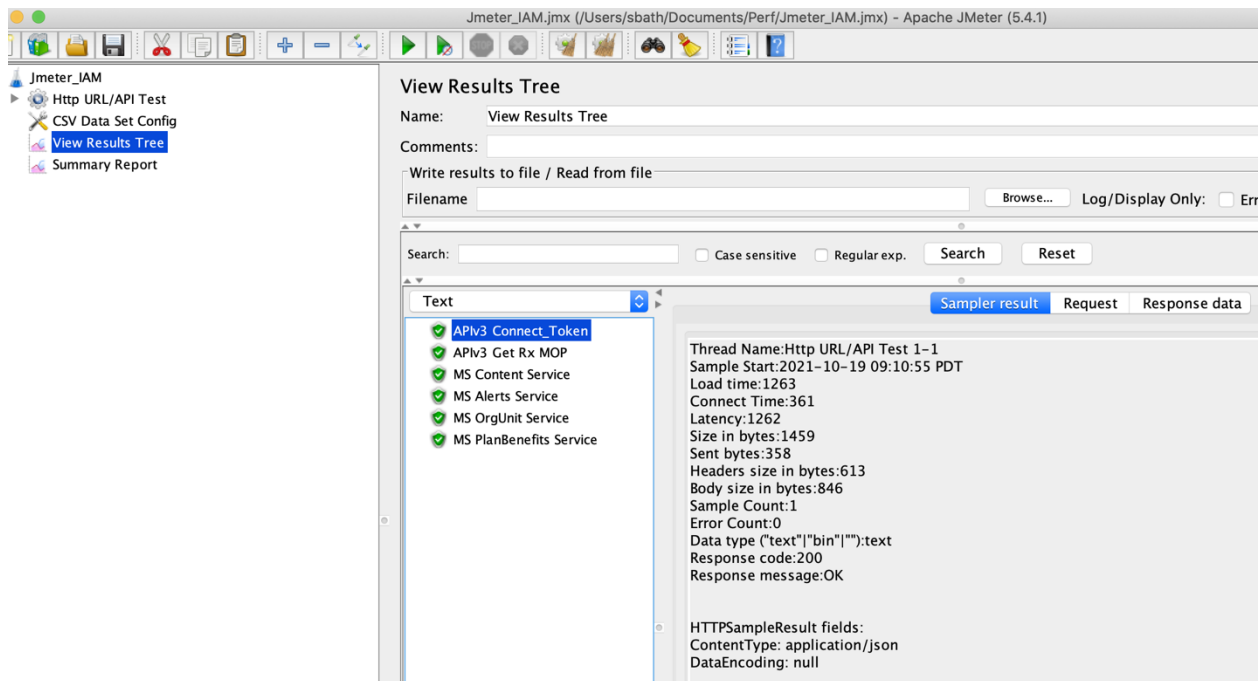 Jmeter_IAM.jmx (/Users/sbath/Documents/Perf/Jmeter_IAM.jmx) - Apache JMeter (5.4.1)
STOP
?
Jmeter_IAM
Http URL/API Test
CSV Data Set Config
View Results Tree
Summary Report
View Results Tree
Name: View Results Tree
Comments:
Write results to file / Read from file
Filename Browse... Log/Display Only: Err
Search: Case sensitive Regular exp. Search Reset
Text
APIv3 Connect_Token
APIv3 Get Rx MOP
MS Content Service
MS Alerts Service
MS OrgUnit Service
MS PlanBenefits Service
Sampler result Request Response data
Thread Name:Http URL/API Test 1-1
Sample Start:2021-10-19 09:10:55 PDT
Load time:1263
Connect Time:361
Latency:1262
Size in bytes:1459
Sent bytes:358
Headers size in bytes:613
Body size in bytes:846
Sample Count:1
Error Count:0
Data type ("text"|"bin"|""):text
Response code:200
Response message:OK
HTTPSampleResult fields:
ContentType: application/json
DataEncoding: null